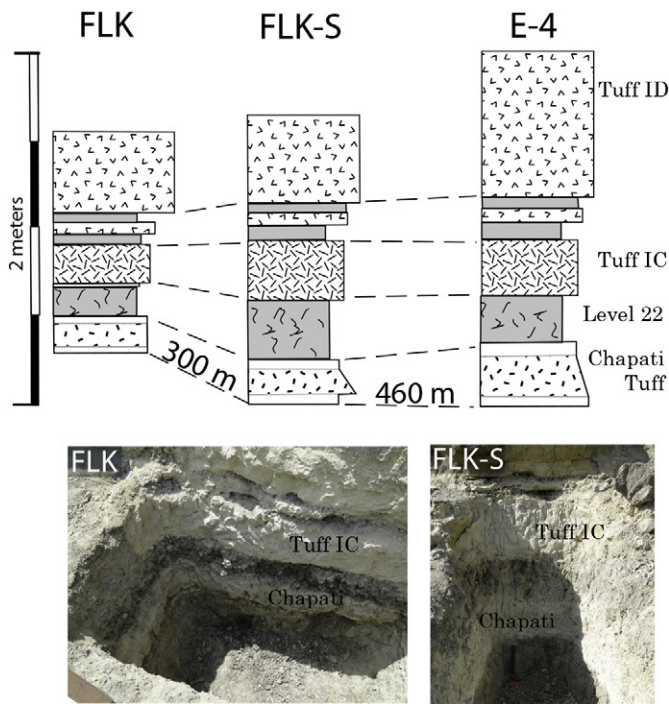 FLK FLK-S E-4
Tuff ID
2 meters
Tuff IC
Level 22
Chapati
Tuff
300 m
460 m
FLK
Tuff IC
Chapati
FLK-S
Tuff IC
Chapati